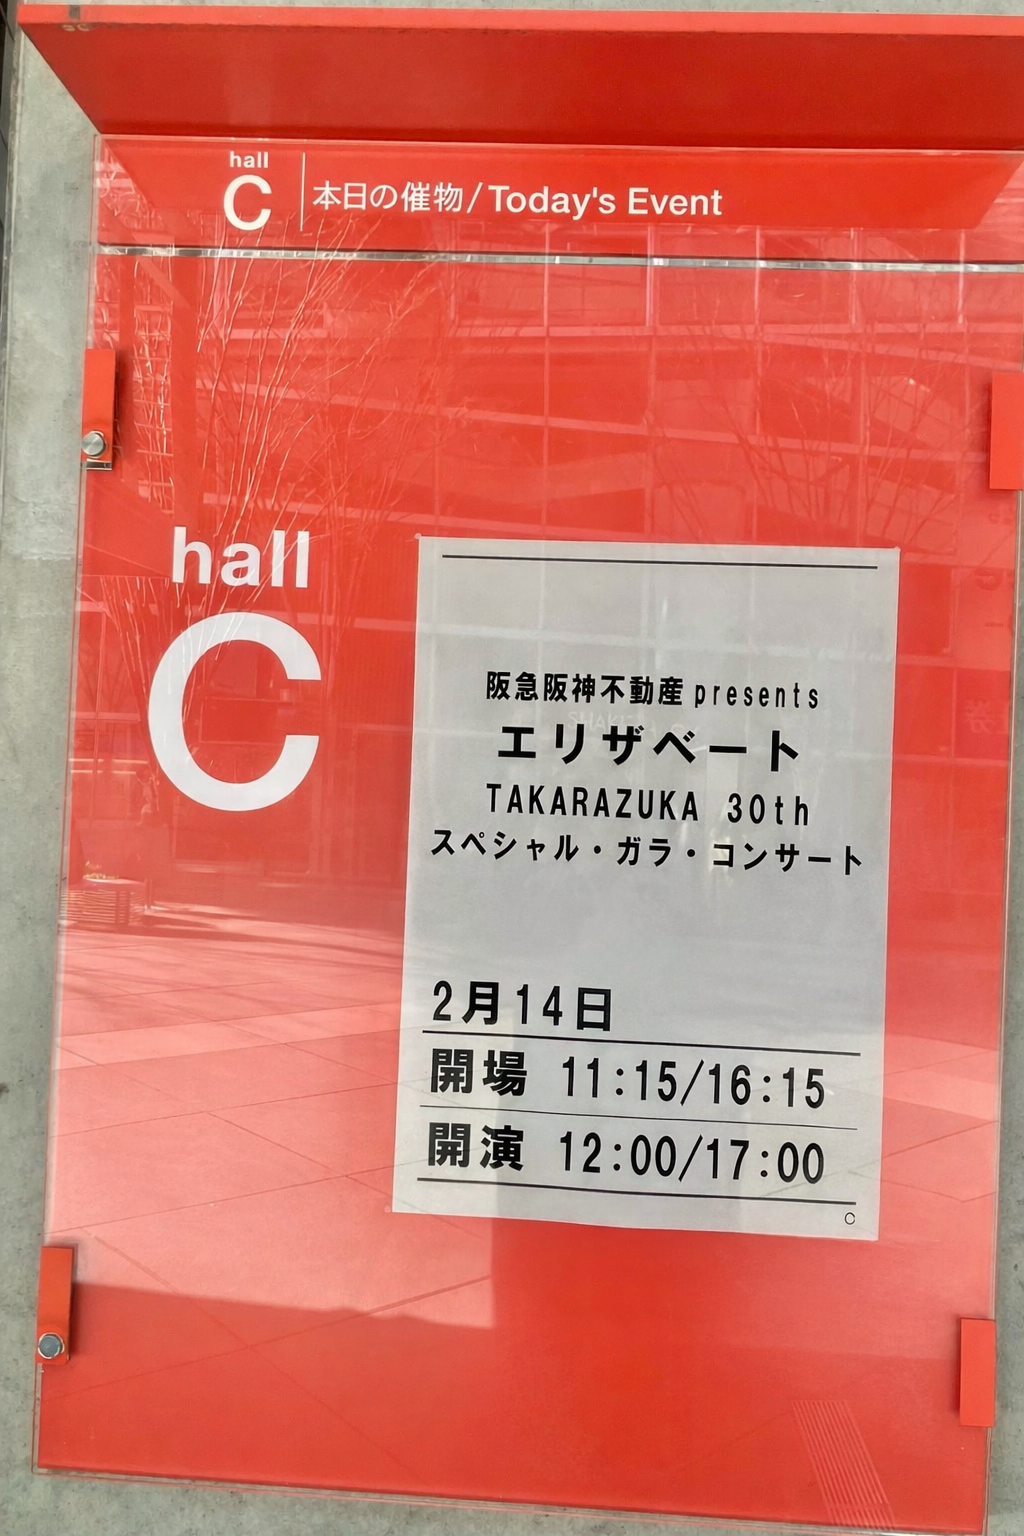 hall
C
本日の催物/Today's Event
hall
C
阪急阪神不動産 presents
エリザベート
TAKARAZUKA 30th
スペシャル・ガラ・コンサート
2月14日
開場 11:15/16:15
開演 12:00/17:00
C